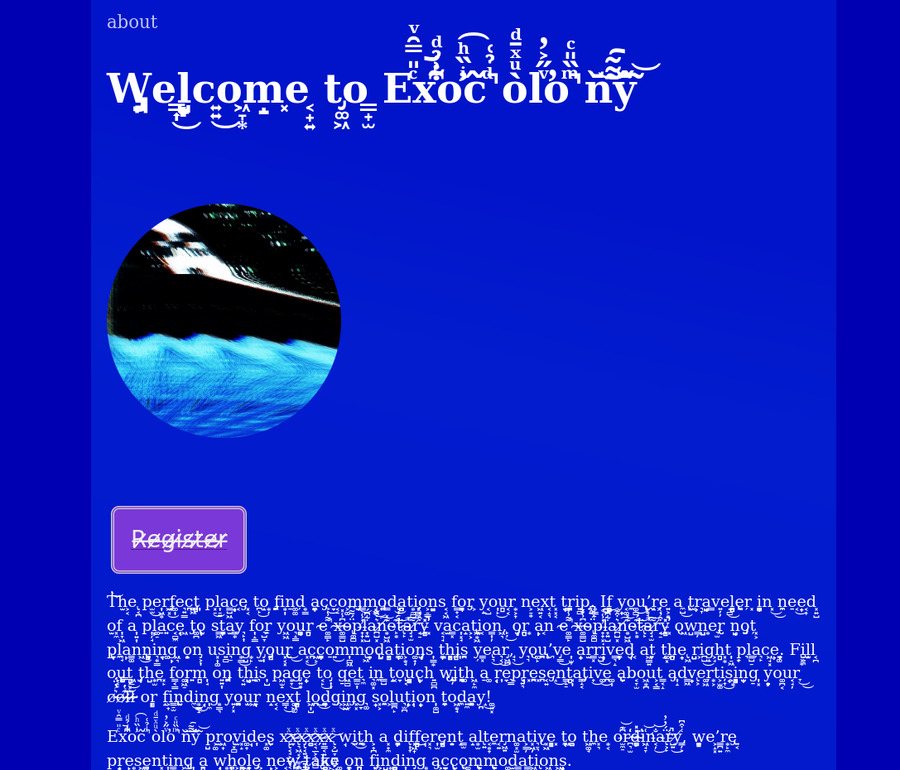 about
Welcome to Exoc olo ny
Register
The perfect place to find accommodations for your next trip. If you’re a traveler in need
of a place to stay for your e xoplanetary vacation, or an e xoplanetary owner not
planning on using your accommodations this year, you’ve arrived at the right place. Fill
out the form on this page to get in touch with a representative about advertising your
or finding your next lodging solution today!
Exoc olo ny provides with a different alternative to the ordinary, we’re
presenting a whole new take on finding accommodations.